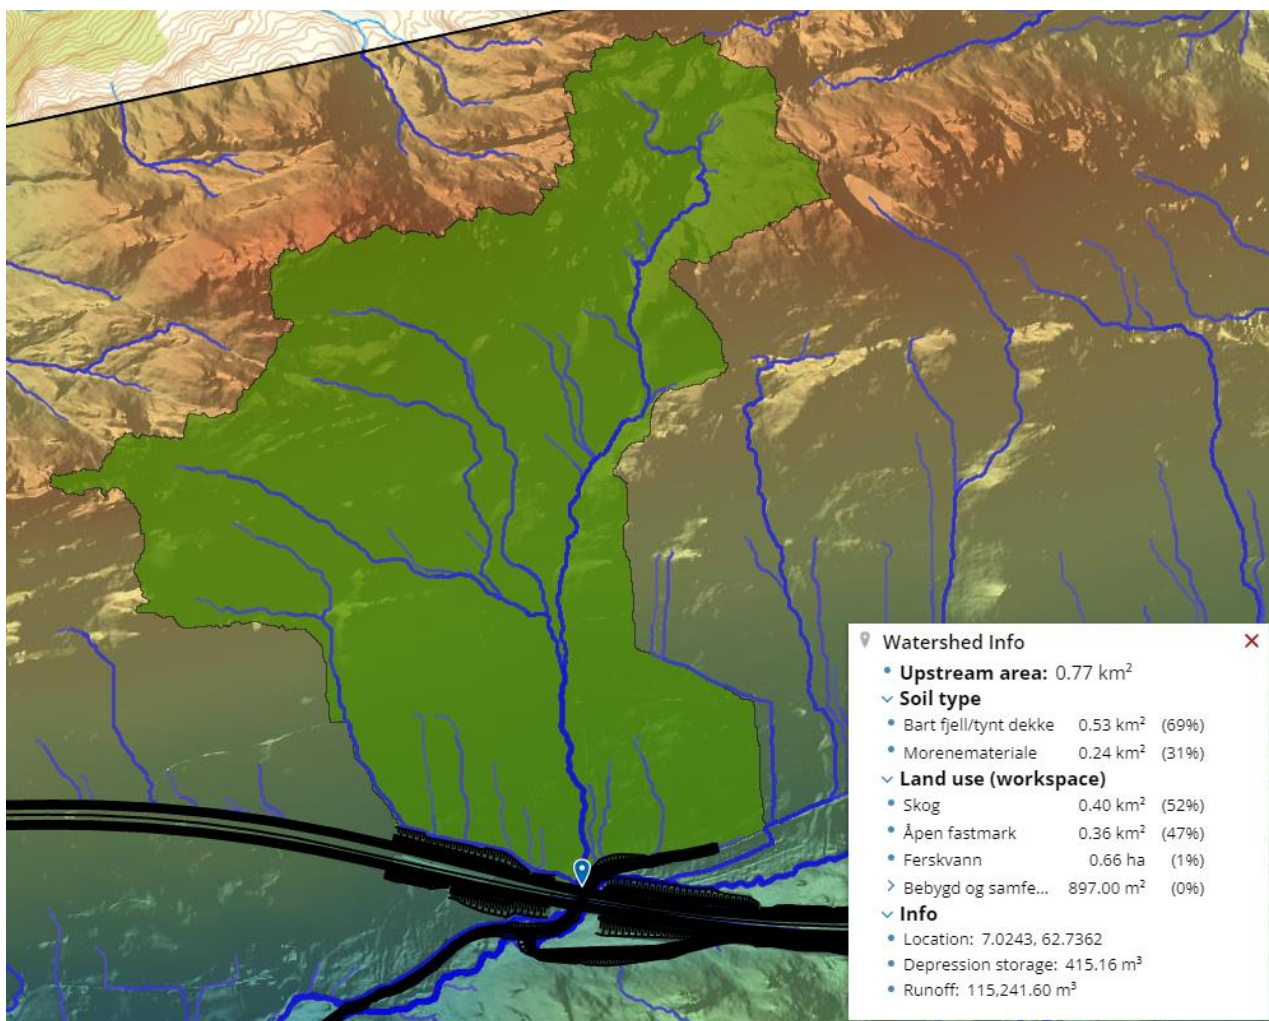 Watershed Info
Upstream area: 0.77 km²
Soil type
Bart fjell/tynt dekke 0.53 km² (69%)
Morenemateriale 0.24 km² (31%)
Land use (workspace)
Skog 0.40 km² (52%)
Åpen fastmark 0.36 km² (47%)
Ferskvann 0.66 ha (1%)
Bebygd og samfe... 897.00 m² (0%)
Info
Location: 7.0243, 62.7362
Depression storage: 415.16 m³
Runoff: 115,241.60 m³